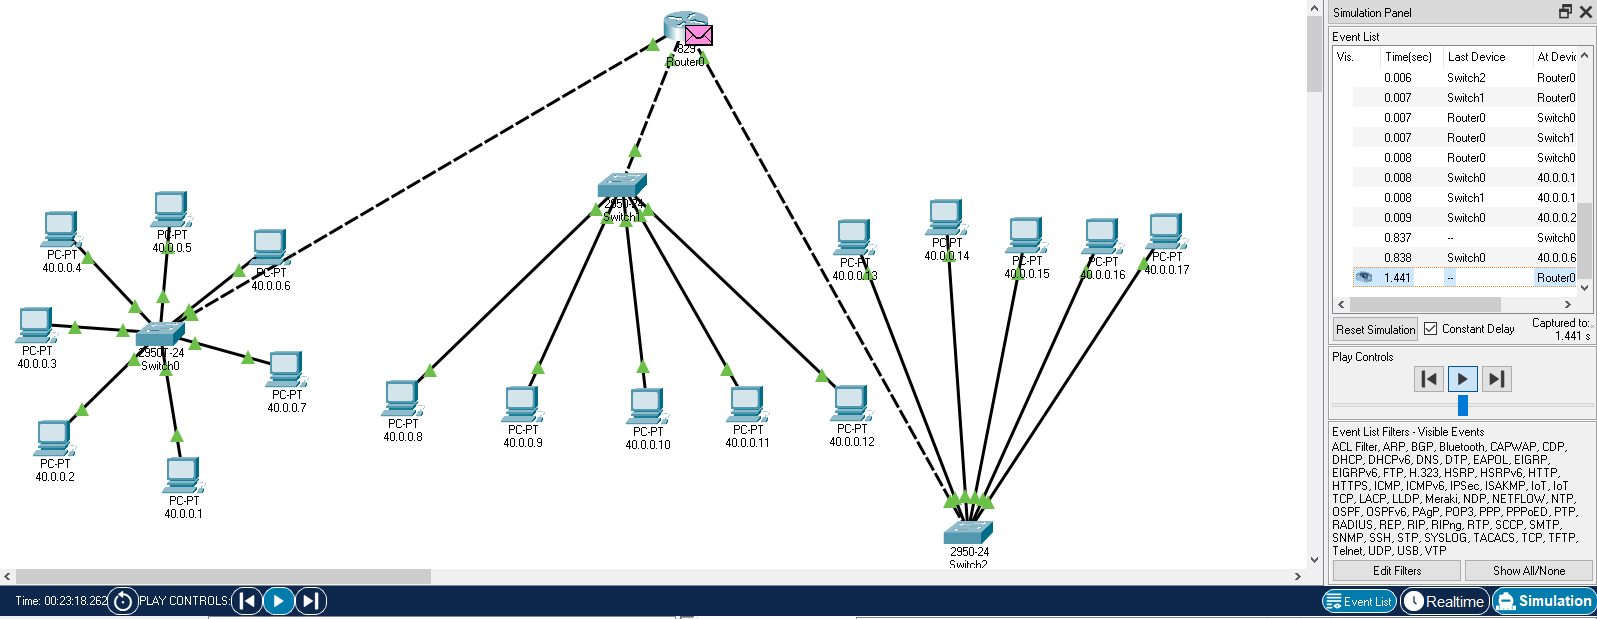 829
Router0
2950-24
Switch1
PC-PT
40.0.0.4
PC-PT
40.0.0.5
PC-PT
40.0.0.6
PC-PT
40.0.0.3
2950T-24
Switch0
PC-PT
40.0.0.7
PC-PT
40.0.0.2
PC-PT
40.0.0.1
PC-PT
40.0.0.8
PC-PT
40.0.0.9
PC-PT
40.0.0.10
PC-PT
40.0.0.11
PC-PT
40.0.0.12
PC-PT
40.0.0.13
PC-PT
40.0.0.14
PC-PT
40.0.0.15
PC-PT
40.0.0.16
PC-PT
40.0.0.17
2950-24
Switch2
Simulation Panel
Event List
Vis. Time(sec) Last Device At Devic
0.006 Switch2 Router0
0.007 Switch1 Router0
0.007 Router0 Switch0
0.007 Router0 Switch1
0.008 Router0 Switch0
0.008 Switch0 40.0.0.1
0.008 Switch1 40.0.0.1
0.009 Switch0 40.0.0.2
0.837 -- Switch0
0.838 Switch0 40.0.0.6
1.441 -- Router0
Reset Simulation Constant Delay Captured to:
1.441 s
Play Controls
Event List Filters - Visible Events
ACL Filter, ARP, BGP, Bluetooth, CAPWAP, CDP,
DHCP, DHCPv6, DNS, DTP, EAPOL, EIGRP,
EIGRPv6, FTP, H.323, HSRP, HSRPv6, HTTP,
HTTPS, ICMP, ICMPv6, IPSec, ISAKMP, IoT, IoT
TCP, LACP, LLDP, Meraki, NDP, NETFLOW, NTP,
OSPF, OSPFv6, PAgP, POP3, PPP, PPPoED, PTP,
RADIUS, REP, RIP, RIPng, RTP, SCCP, SMTP,
SNMP, SSH, STP, SYSLOG, TACACS, TCP, TFTP,
Telnet, UDP, USB, VTP
Edit Filters Show All/None
Time: 00:23:18.262 PLAY CONTROLS:
Event List Realtime Simulation